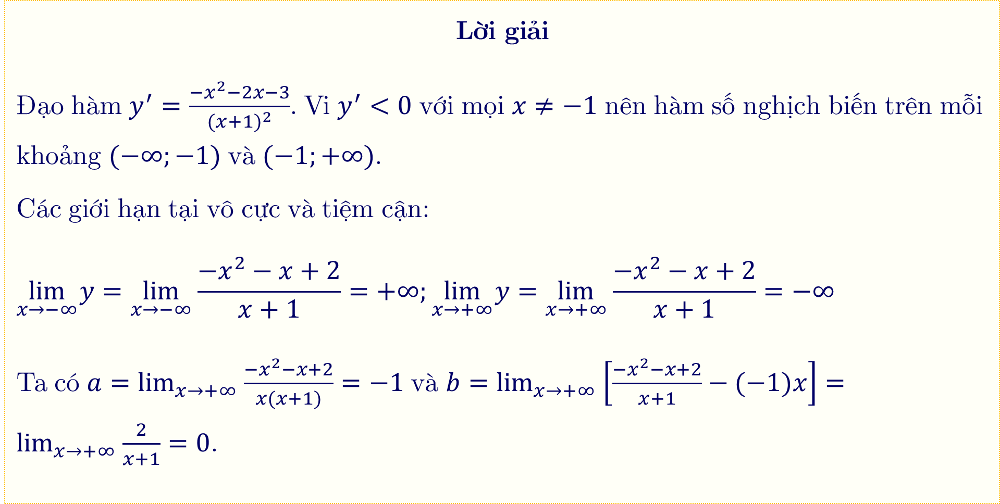 Lời giải
Đạo hàm $y' = \frac{-x^2-2x-3}{(x+1)^2}$. Vi $y' < 0$ với mọi $x \neq -1$ nên hàm số nghịch biến trên mỗi
khoảng $(-\infty; -1)$ và $(-1; +\infty)$.
Các giới hạn tại vô cực và tiệm cận:
$\lim_{x \to -\infty} y = \lim_{x \to -\infty} \frac{-x^2 - x + 2}{x + 1} = +\infty; \lim_{x \to +\infty} y = \lim_{x \to +\infty} \frac{-x^2 - x + 2}{x + 1} = -\infty$
Ta có $a = \lim_{x \to +\infty} \frac{-x^2-x+2}{x(x+1)} = -1$ và $b = \lim_{x \to +\infty} \left[\frac{-x^2-x+2}{x+1} - (-1)x\right] =$
$\lim_{x \to +\infty} \frac{2}{x+1} = 0$.